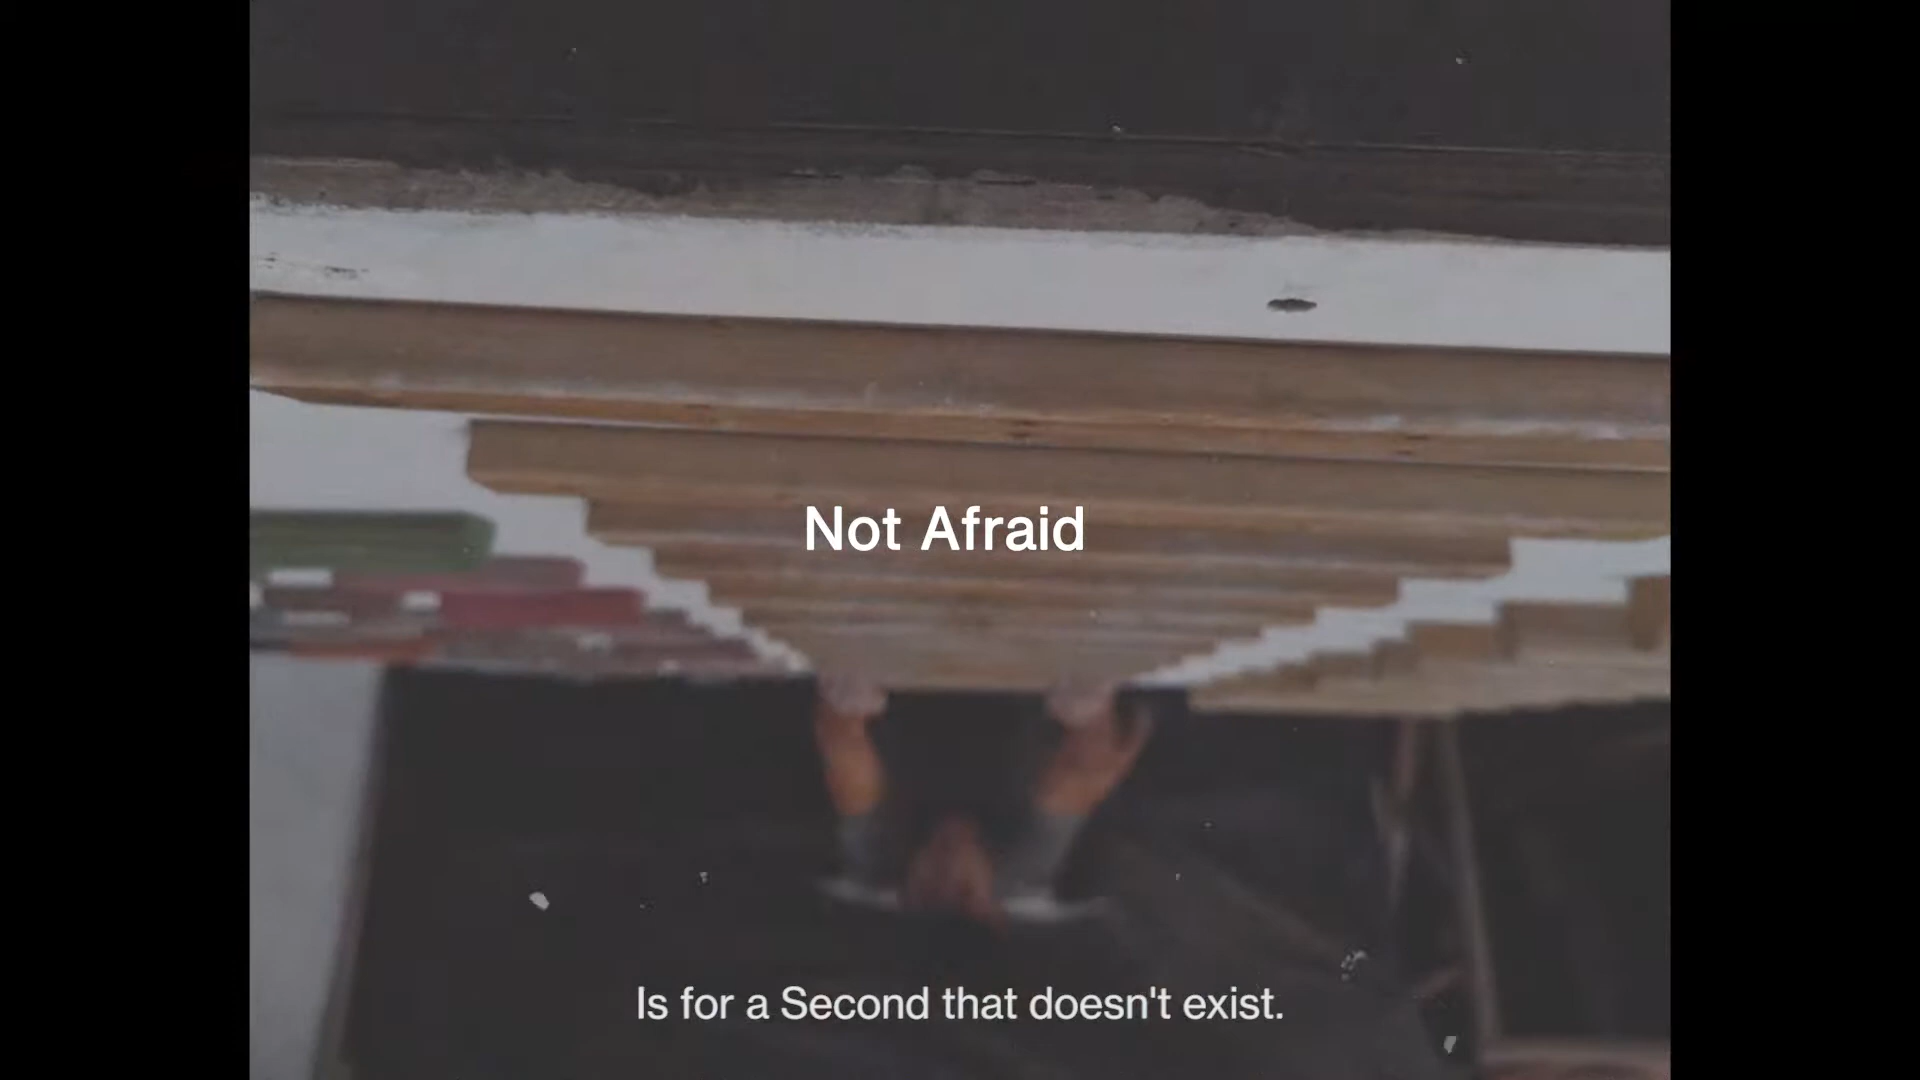 Not Afraid
Is for a Second that doesn't exist.